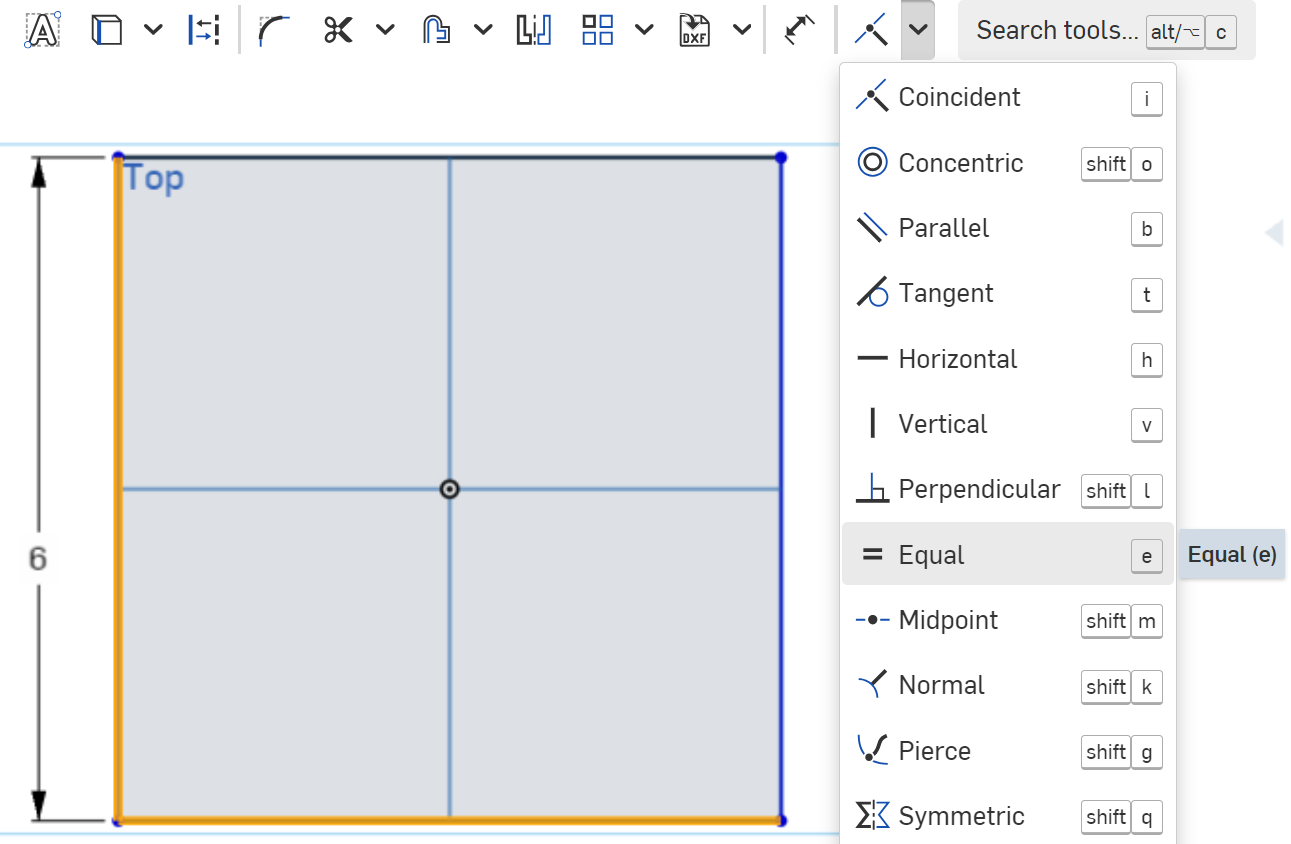 A
DXF
Search tools... alt/⌥ c
Coincident i
Top
Concentric shift o
Parallel b
Tangent t
Horizontal h
Vertical v
Perpendicular shift l
6
Equal e
Equal (e)
Midpoint shift m
Normal shift k
Pierce shift g
Symmetric shift q